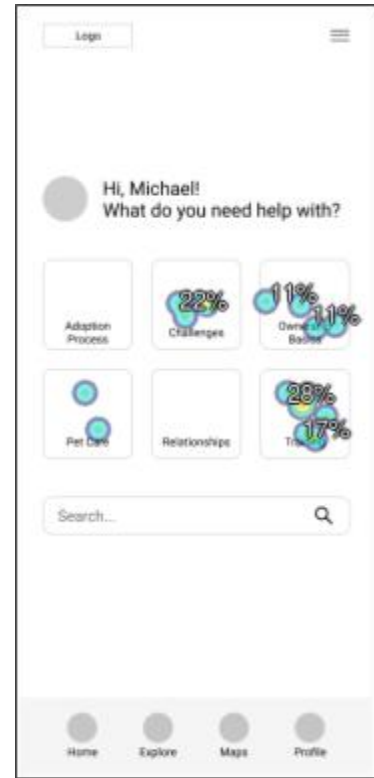 Logo
Hi, Michael!
What do you need help with?
22%
11%
11%
Adoption
Process
Challenges
Basics
28%
17%
Pet Care
Relationships
Search...
Home
Explore
Maps
Profile